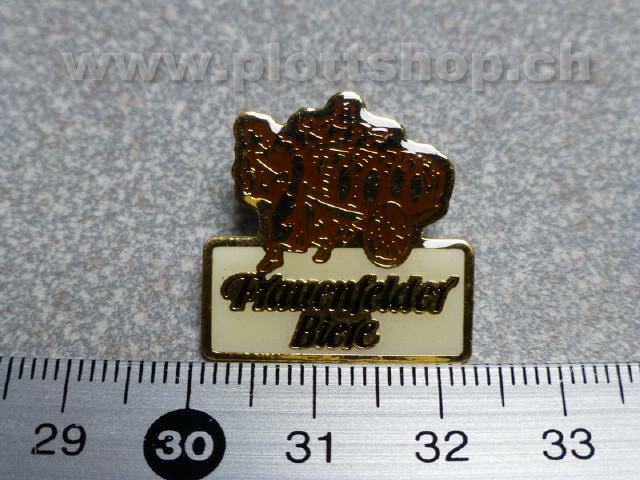 www.plottshop.ch
Frauenfelder
Biere
29 30 31 32 33